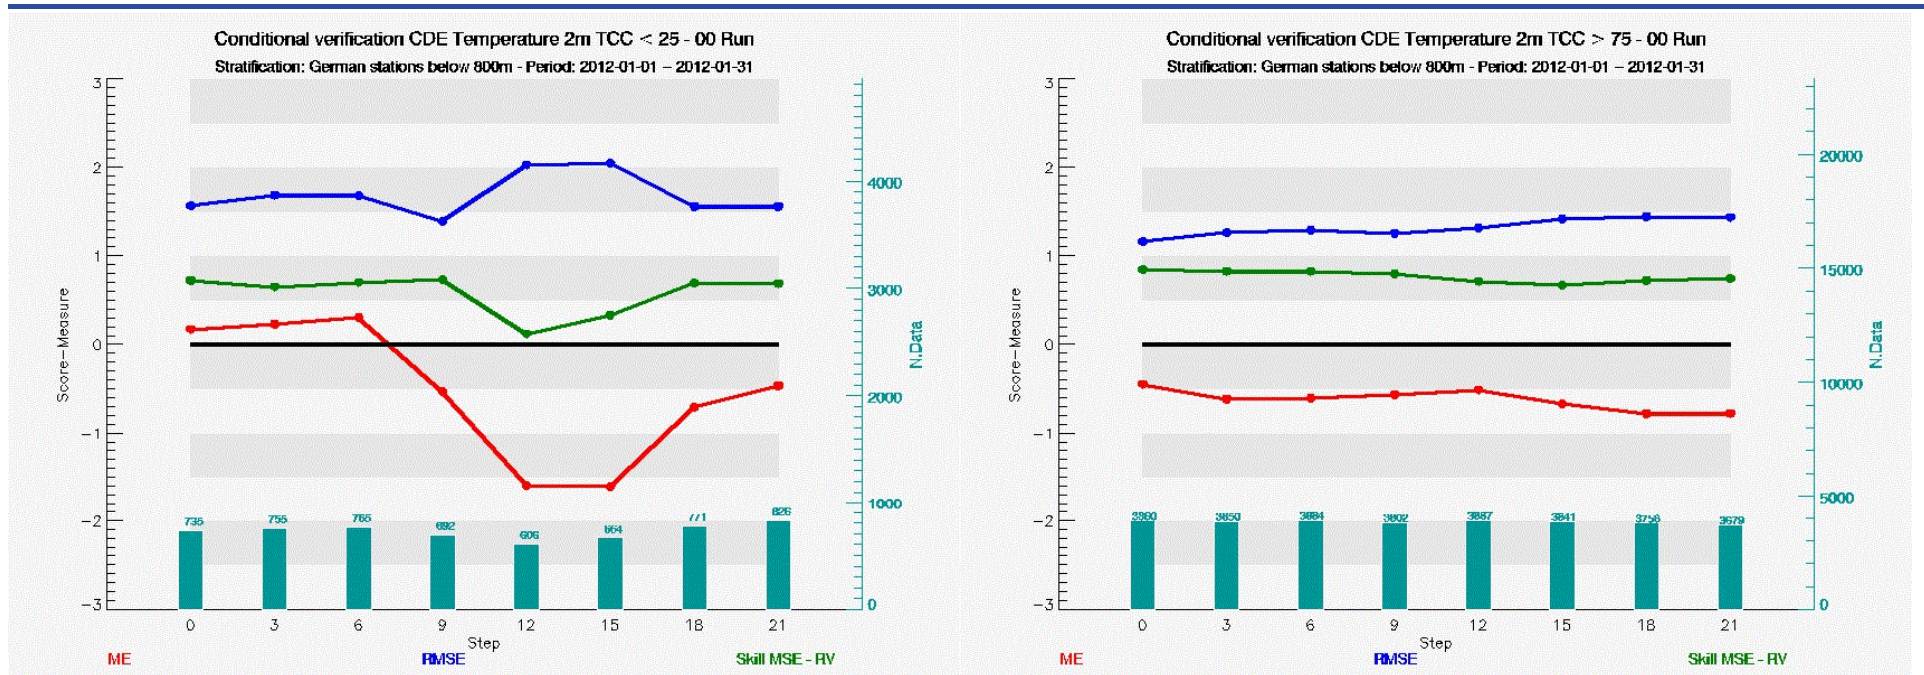 Conditional verification CDE Temperature 2m TCC < 25 - 00 Run
Stratification: German stations below 800m - Period: 2012-01-01 – 2012-01-31
3
2
1
0
-1
-2
-3
Score-Measure
4000
3000
2000
1000
0
N.Data
735 755 765 692 606 664 771 826
0 3 6 9 12 15 18 21
Step
ME RMSE Skill MSE - RV
Conditional verification CDE Temperature 2m TCC > 75 - 00 Run
Stratification: German stations below 800m - Period: 2012-01-01 – 2012-01-31
3
2
1
0
-1
-2
-3
Score-Measure
20000
15000
10000
5000
0
N.Data
3850 3884 3802 3887 3841 3679
0 3 6 9 12 15 18 21
Step
ME RMSE Skill MSE - RV